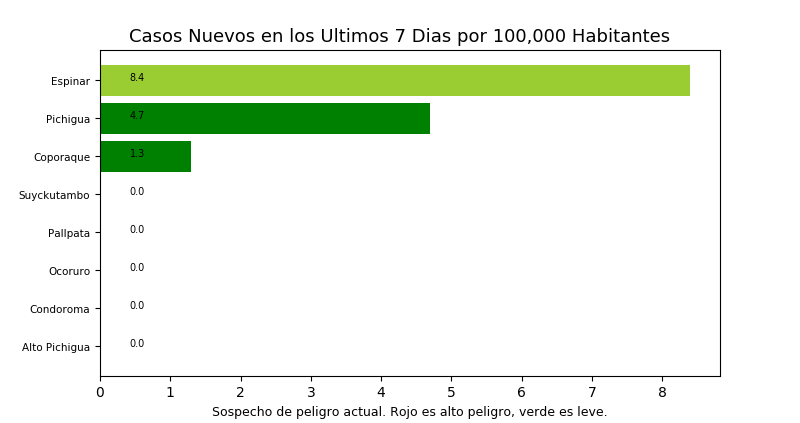 Casos Nuevos en los Ultimos 7 Dias por 100,000 Habitantes
Espinar 8.4
Pichigua 4.7
Coporaque 1.3
Suyckutambo 0.0
Pallpata 0.0
Ocoruro 0.0
Condoroma 0.0
Alto Pichigua 0.0
0 1 2 3 4 5 6 7 8
Sospecho de peligro actual. Rojo es alto peligro, verde es leve.